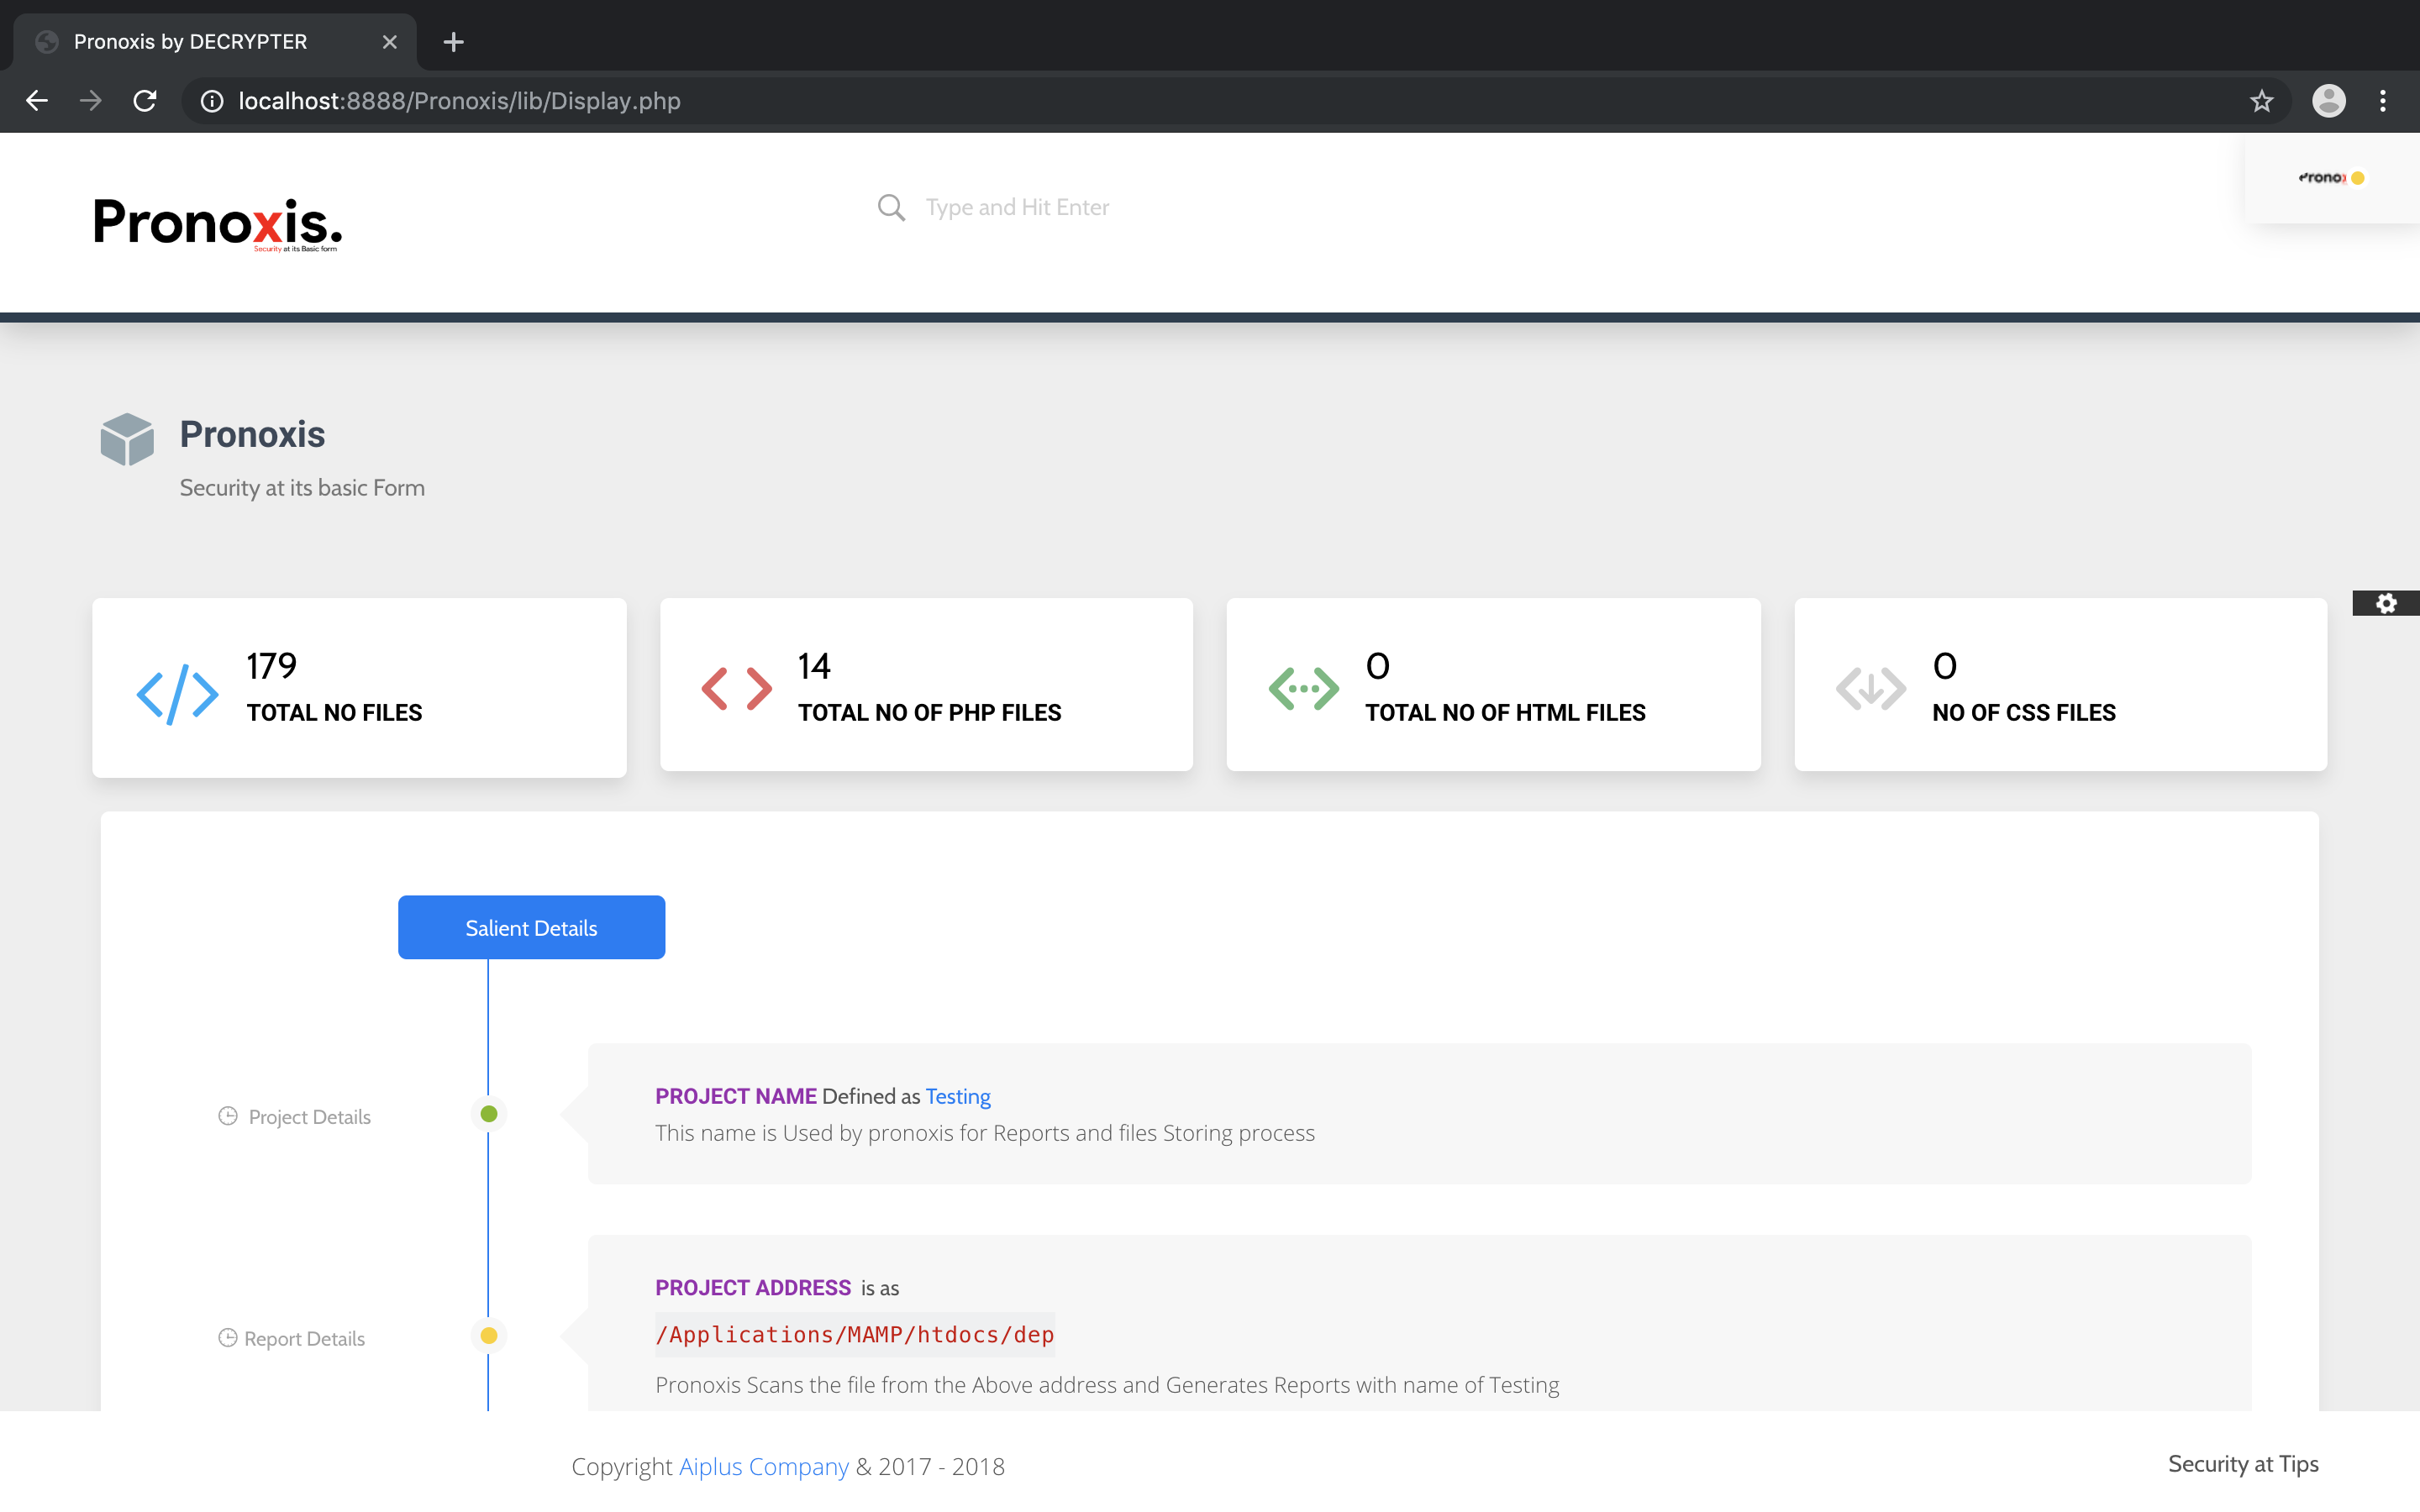 Pronoxis by DECRYPTER
localhost:8888/Pronoxis/lib/Display.php
Pronoxis.
Security at its Basic form
Type and Hit Enter
Pronoxis
Security at its basic Form
179
TOTAL NO FILES
14
TOTAL NO OF PHP FILES
0
TOTAL NO OF HTML FILES
0
NO OF CSS FILES
Salient Details
Project Details
PROJECT NAME Defined as Testing
This name is Used by pronoxis for Reports and files Storing process
Report Details
PROJECT ADDRESS is as
/Applications/MAMP/htdocs/dep
Pronoxis Scans the file from the Above address and Generates Reports with name of Testing
Copyright Aiplus Company & 2017 - 2018
Security at Tips